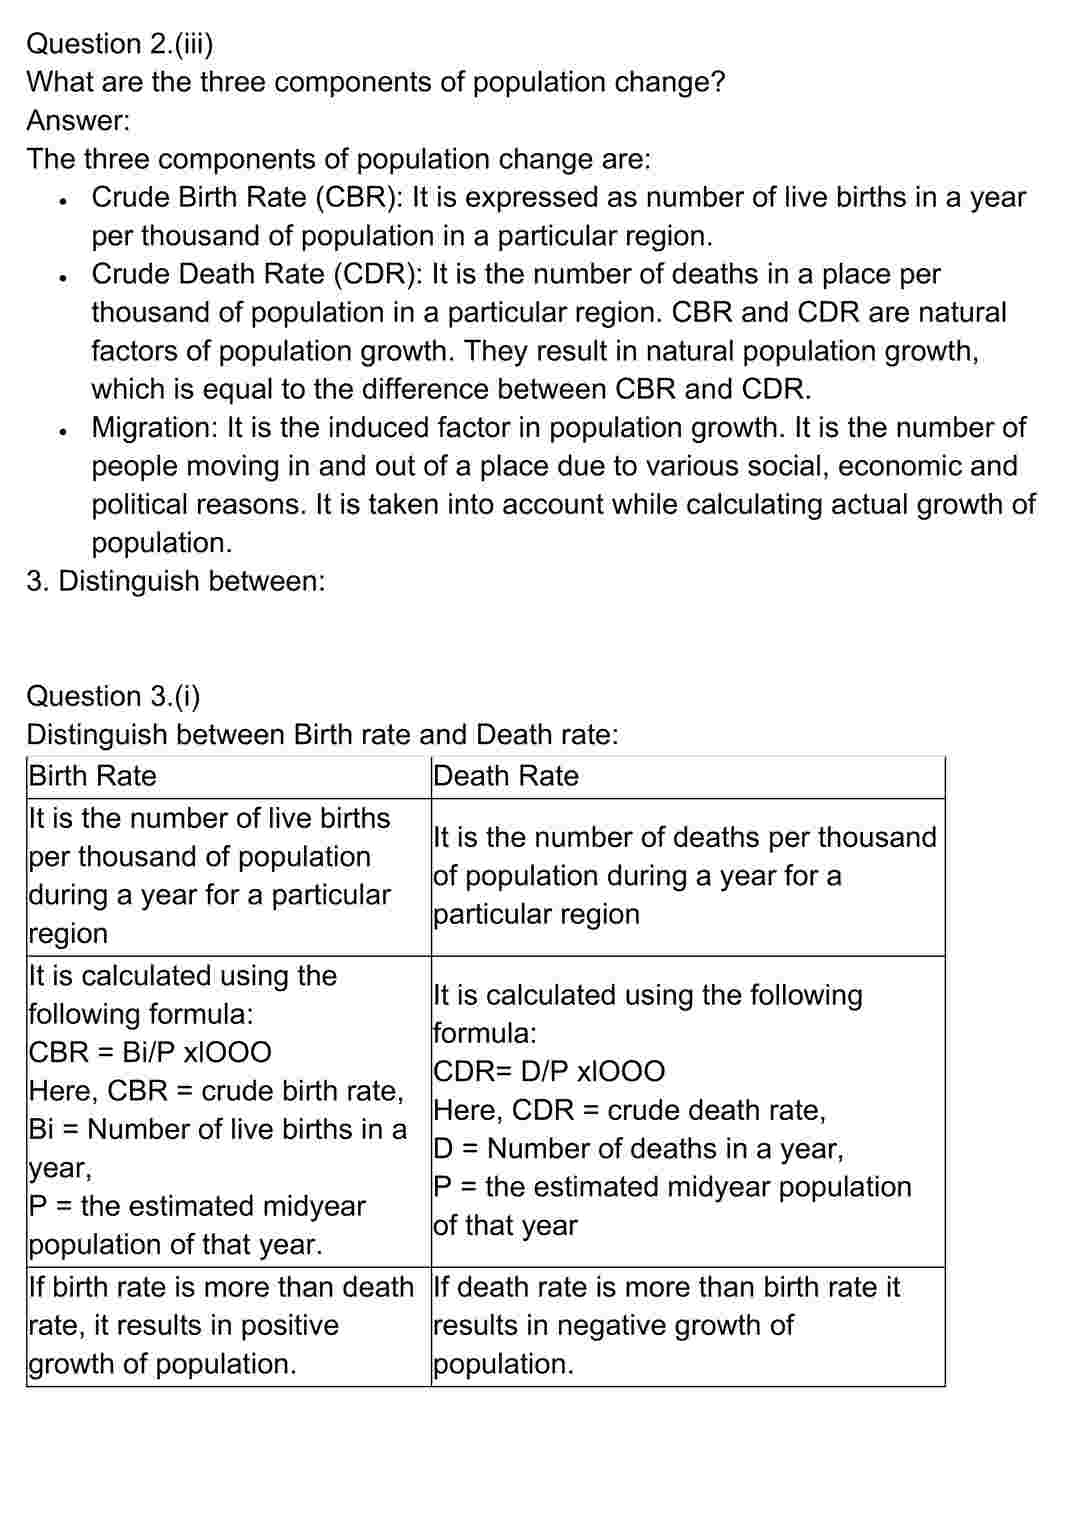 Question 2.(iii)
What are the three components of population change?
Answer:
The three components of population change are:
• Crude Birth Rate (CBR): It is expressed as number of live births in a year
per thousand of population in a particular region.
• Crude Death Rate (CDR): It is the number of deaths in a place per
thousand of population in a particular region. CBR and CDR are natural
factors of population growth. They result in natural population growth,
which is equal to the difference between CBR and CDR.
• Migration: It is the induced factor in population growth. It is the number of
people moving in and out of a place due to various social, economic and
political reasons. It is taken into account while calculating actual growth of
population.
3. Distinguish between:
Question 3.(i)
Distinguish between Birth rate and Death rate:
Birth Rate
Death Rate
It is the number of live births
per thousand of population
during a year for a particular
region
It is the number of deaths per thousand
of population during a year for a
particular region
It is calculated using the
following formula:
CBR = Bi/P xlOOO
Here, CBR = crude birth rate,
Bi = Number of live births in a
year,
P = the estimated midyear
population of that year.
It is calculated using the following
formula:
CDR= D/P xlOOO
Here, CDR = crude death rate,
D = Number of deaths in a year,
P = the estimated midyear population
of that year
If birth rate is more than death
rate, it results in positive
growth of population.
If death rate is more than birth rate it
results in negative growth of
population.